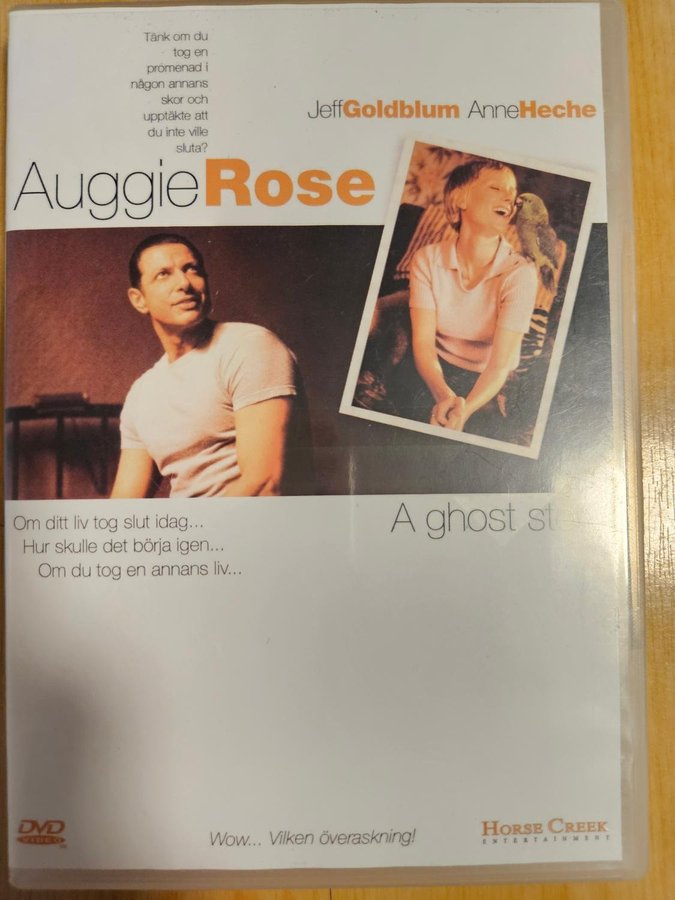 Tänk om du
tog en
promenad i
någon annans
skor och
upptäkte att
du inte ville
sluta?
JeffGoldblum AnneHeche
AuggieRose
Om ditt liv tog slut idag...
Hur skulle det börja igen...
Om du tog en annans liv...
A ghost
DVD
VIDEO
Wow... Vilken överaskning!
HORSE CREEK
ENTERTAINMENT